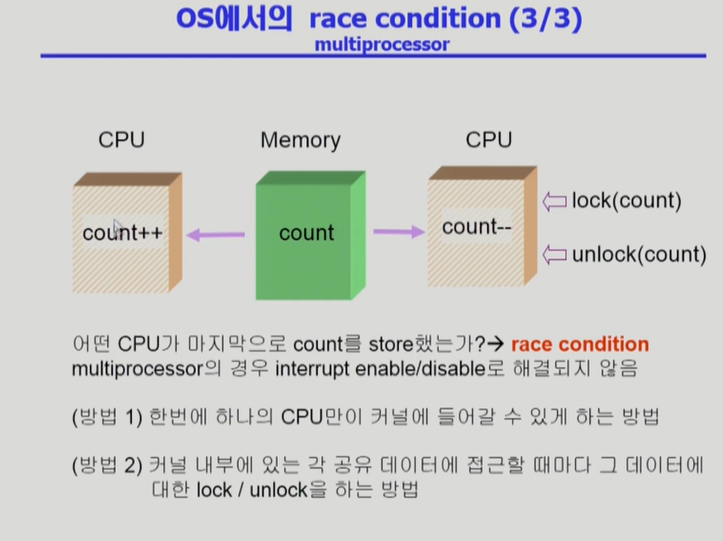 OS에서의 race condition (3/3)
multiprocessor
CPU
Memory
CPU
count++
count
count--
lock(count)
unlock(count)
어떤 CPU가 마지막으로 count를 store했는가?→ race condition
multiprocessor의 경우 interrupt enable/disable로 해결되지 않음
(방법 1) 한번에 하나의 CPU만이 커널에 들어갈 수 있게 하는 방법
(방법 2) 커널 내부에 있는 각 공유 데이터에 접근할 때마다 그 데이터에
대한 lock / unlock을 하는 방법